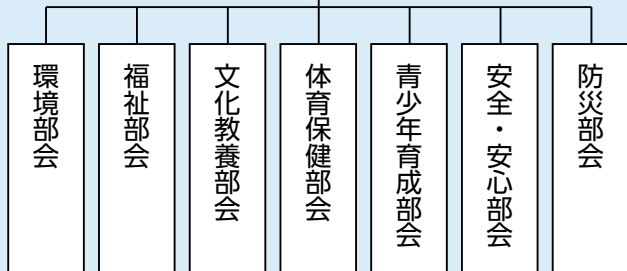 環境部会
福祉部会
文化教養部会
体育保健部会
青少年育成部会
安全・安心部会
防災部会